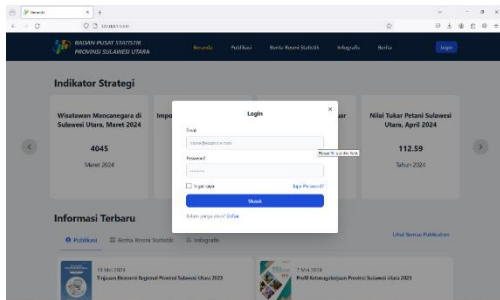 Beranda
BADAN PUSAT STATISTIK
PROVINSI SULAWESI UTARA
Beranda
Publikasi
Berita Resmi Statistik
Infografis
Berita
Login
Indikator Strategi
Wisatawan Mancanegara di
Sulawesi Utara, Maret 2024
4045
Maret 2024
Impo
uar
Nilai Tukar Petani Sulawesi
Utara, April 2024
112.59
Tahun 2024
Login
Email
Password
Ingat saya
lupa Password?
Masuk
Belum punya akun? Daftar
Informasi Terbaru
Publikasi
Berita Resmi Statistik
Infografis
Lihat Semua Publikasi
Tinjauan Ekonomi Regional Provinsi Sulawesi Utara 2023
7 Mei 2024
Profil Ketenagakerjaan Provinsi Sulawesi Utara 2023